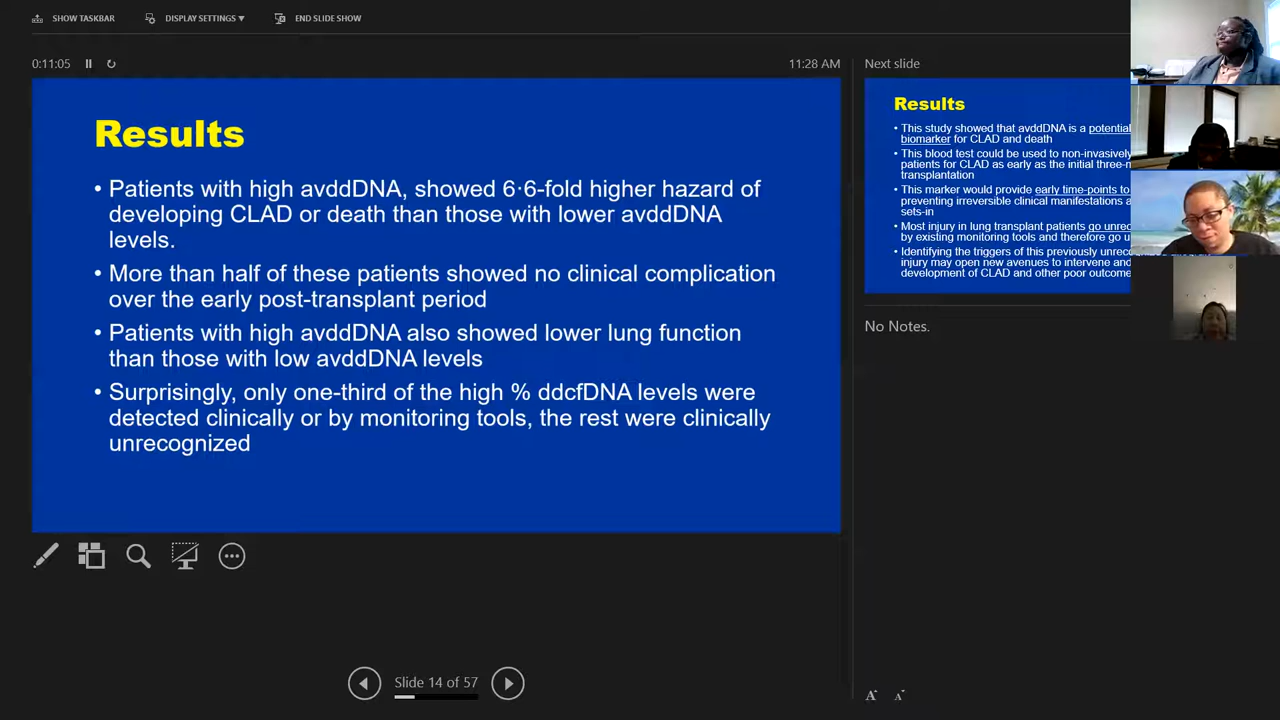 SHOW TASKBAR
DISPLAY SETTINGS ▼
END SLIDE SHOW
0:11:05
11:28 AM
Results
• Patients with high avddDNA, showed 6·6-fold higher hazard of
developing CLAD or death than those with lower avddDNA
levels.
• More than half of these patients showed no clinical complication
over the early post-transplant period
• Patients with high avddDNA also showed lower lung function
than those with low avddDNA levels
• Surprisingly, only one-third of the high % ddcfDNA levels were
detected clinically or by monitoring tools, the rest were clinically
unrecognized
Slide 14 of 57
Next slide
Results
• This study showed that avddDNA is a potential
biomarker for CLAD and death
• This blood test could be used to non-invasively
patients for CLAD as early as the initial three-m
transplantation
• This marker would provide early time-points to
preventing irreversible clinical manifestations a
sets-in
• Most injury in lung transplant patients go unrec
by existing monitoring tools and therefore go u
• Identifying the triggers of this previously unrec
injury may open new avenues to intervene and
development of CLAD and other poor outcome
No Notes.
A
A